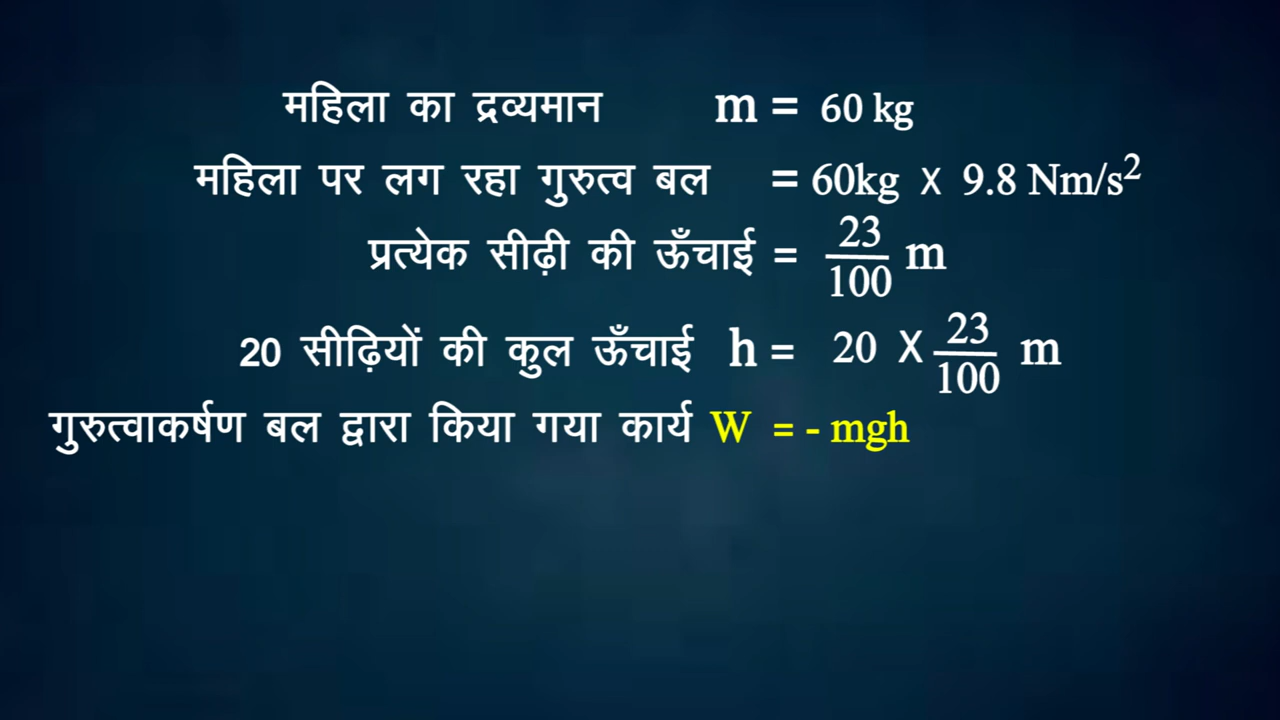 महिला का द्रव्यमान m = 60 kg
महिला पर लग रहा गुरुत्व बल = 60kg X 9.8 Nm/s²
प्रत्येक सीढ़ी की ऊँचाई = 23/100 m
20 सीढ़ियों की कुल ऊँचाई h = 20 X 23/100 m
गुरुत्वाकर्षण बल द्वारा किया गया कार्य W = - mgh